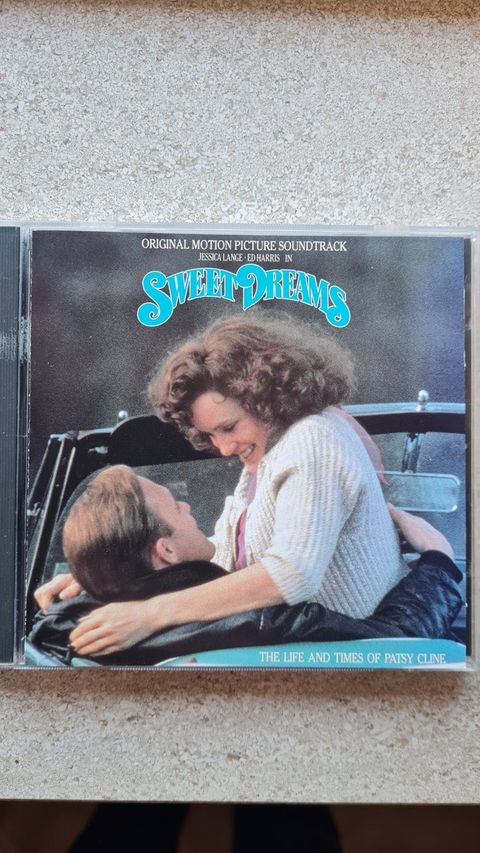 ORIGINAL MOTION PICTURE SOUNDTRACK
JESSICA LANGE · ED HARRIS IN
SWEET DREAMS
THE LIFE AND TIMES OF PATSY CLINE